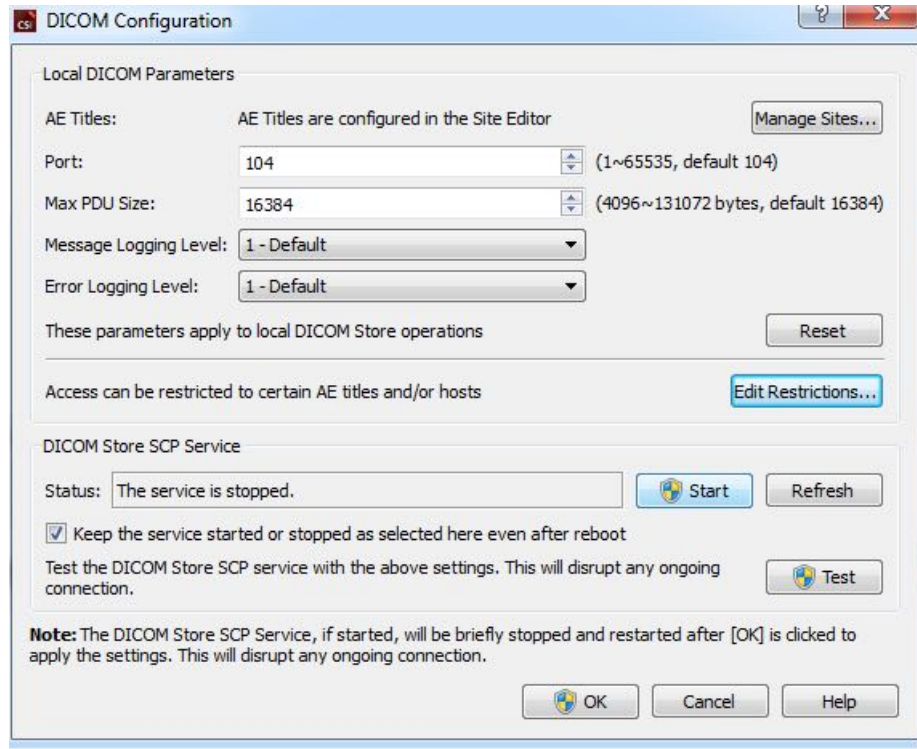 CSI DICOM Configuration
Local DICOM Parameters
AE Titles: AE Titles are configured in the Site Editor Manage Sites...
Port: 104 (1~65535, default 104)
Max PDU Size: 16384 (4096~131072 bytes, default 16384)
Message Logging Level: 1 - Default
Error Logging Level: 1 - Default
These parameters apply to local DICOM Store operations Reset
Access can be restricted to certain AE titles and/or hosts Edit Restrictions...
DICOM Store SCP Service
Status: The service is stopped. Start Refresh
Keep the service started or stopped as selected here even after reboot
Test the DICOM Store SCP service with the above settings. This will disrupt any ongoing
connection. Test
Note: The DICOM Store SCP Service, if started, will be briefly stopped and restarted after [OK] is clicked to
apply the settings. This will disrupt any ongoing connection.
OK Cancel Help